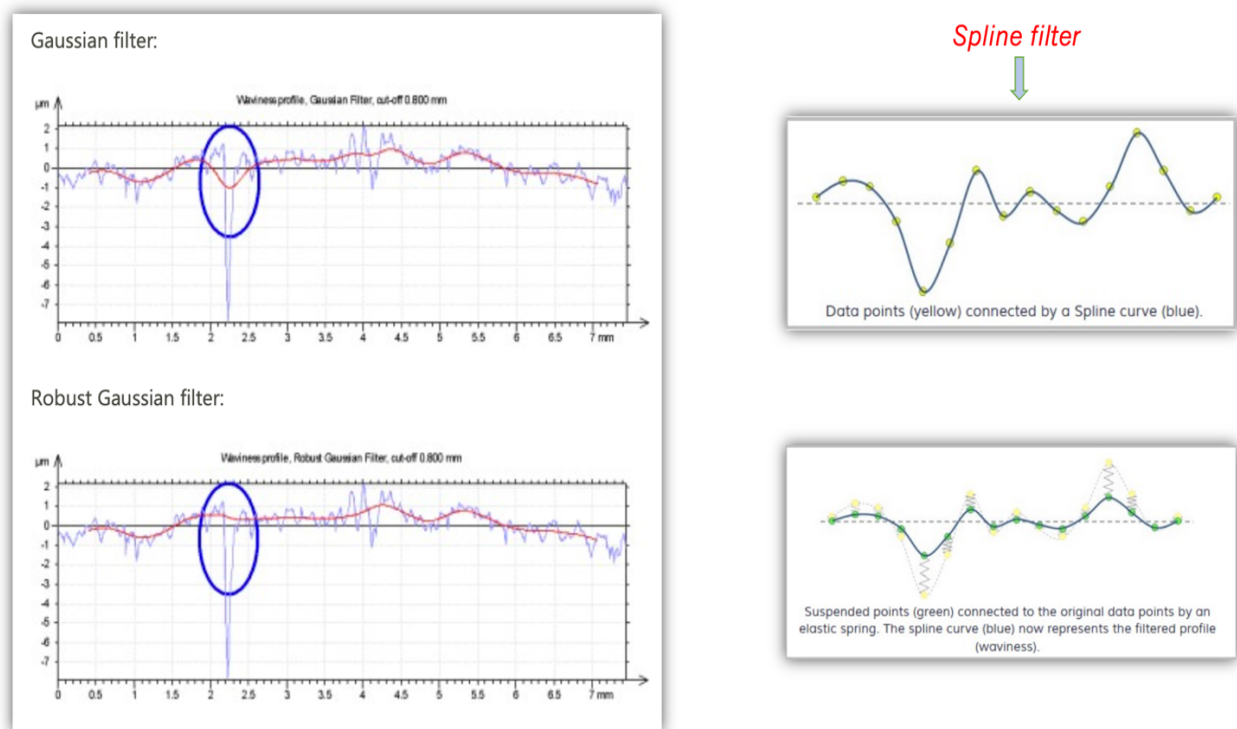 Gaussian filter:
Waviness profile, Gaussian Filter, cut-off 0.800 mm
µm
2
1
0
-1
-2
-3
-4
-5
-6
-7
0 0.5 1 1.5 2 2.5 3 3.5 4 4.5 5 5.5 6 6.5 7 mm
Robust Gaussian filter:
Waviness profile, Robust Gaussian Filter, cut-off 0.800 mm
µm
2
1
0
-1
-2
-3
-4
-5
-6
-7
0 0.5 1 1.5 2 2.5 3 3.5 4 4.5 5 5.5 6 6.5 7 mm
Spline filter
Data points (yellow) connected by a Spline curve (blue).
Suspended points (green) connected to the original data points by an
elastic spring. The spline curve (blue) now represents the filtered profile
(waviness).